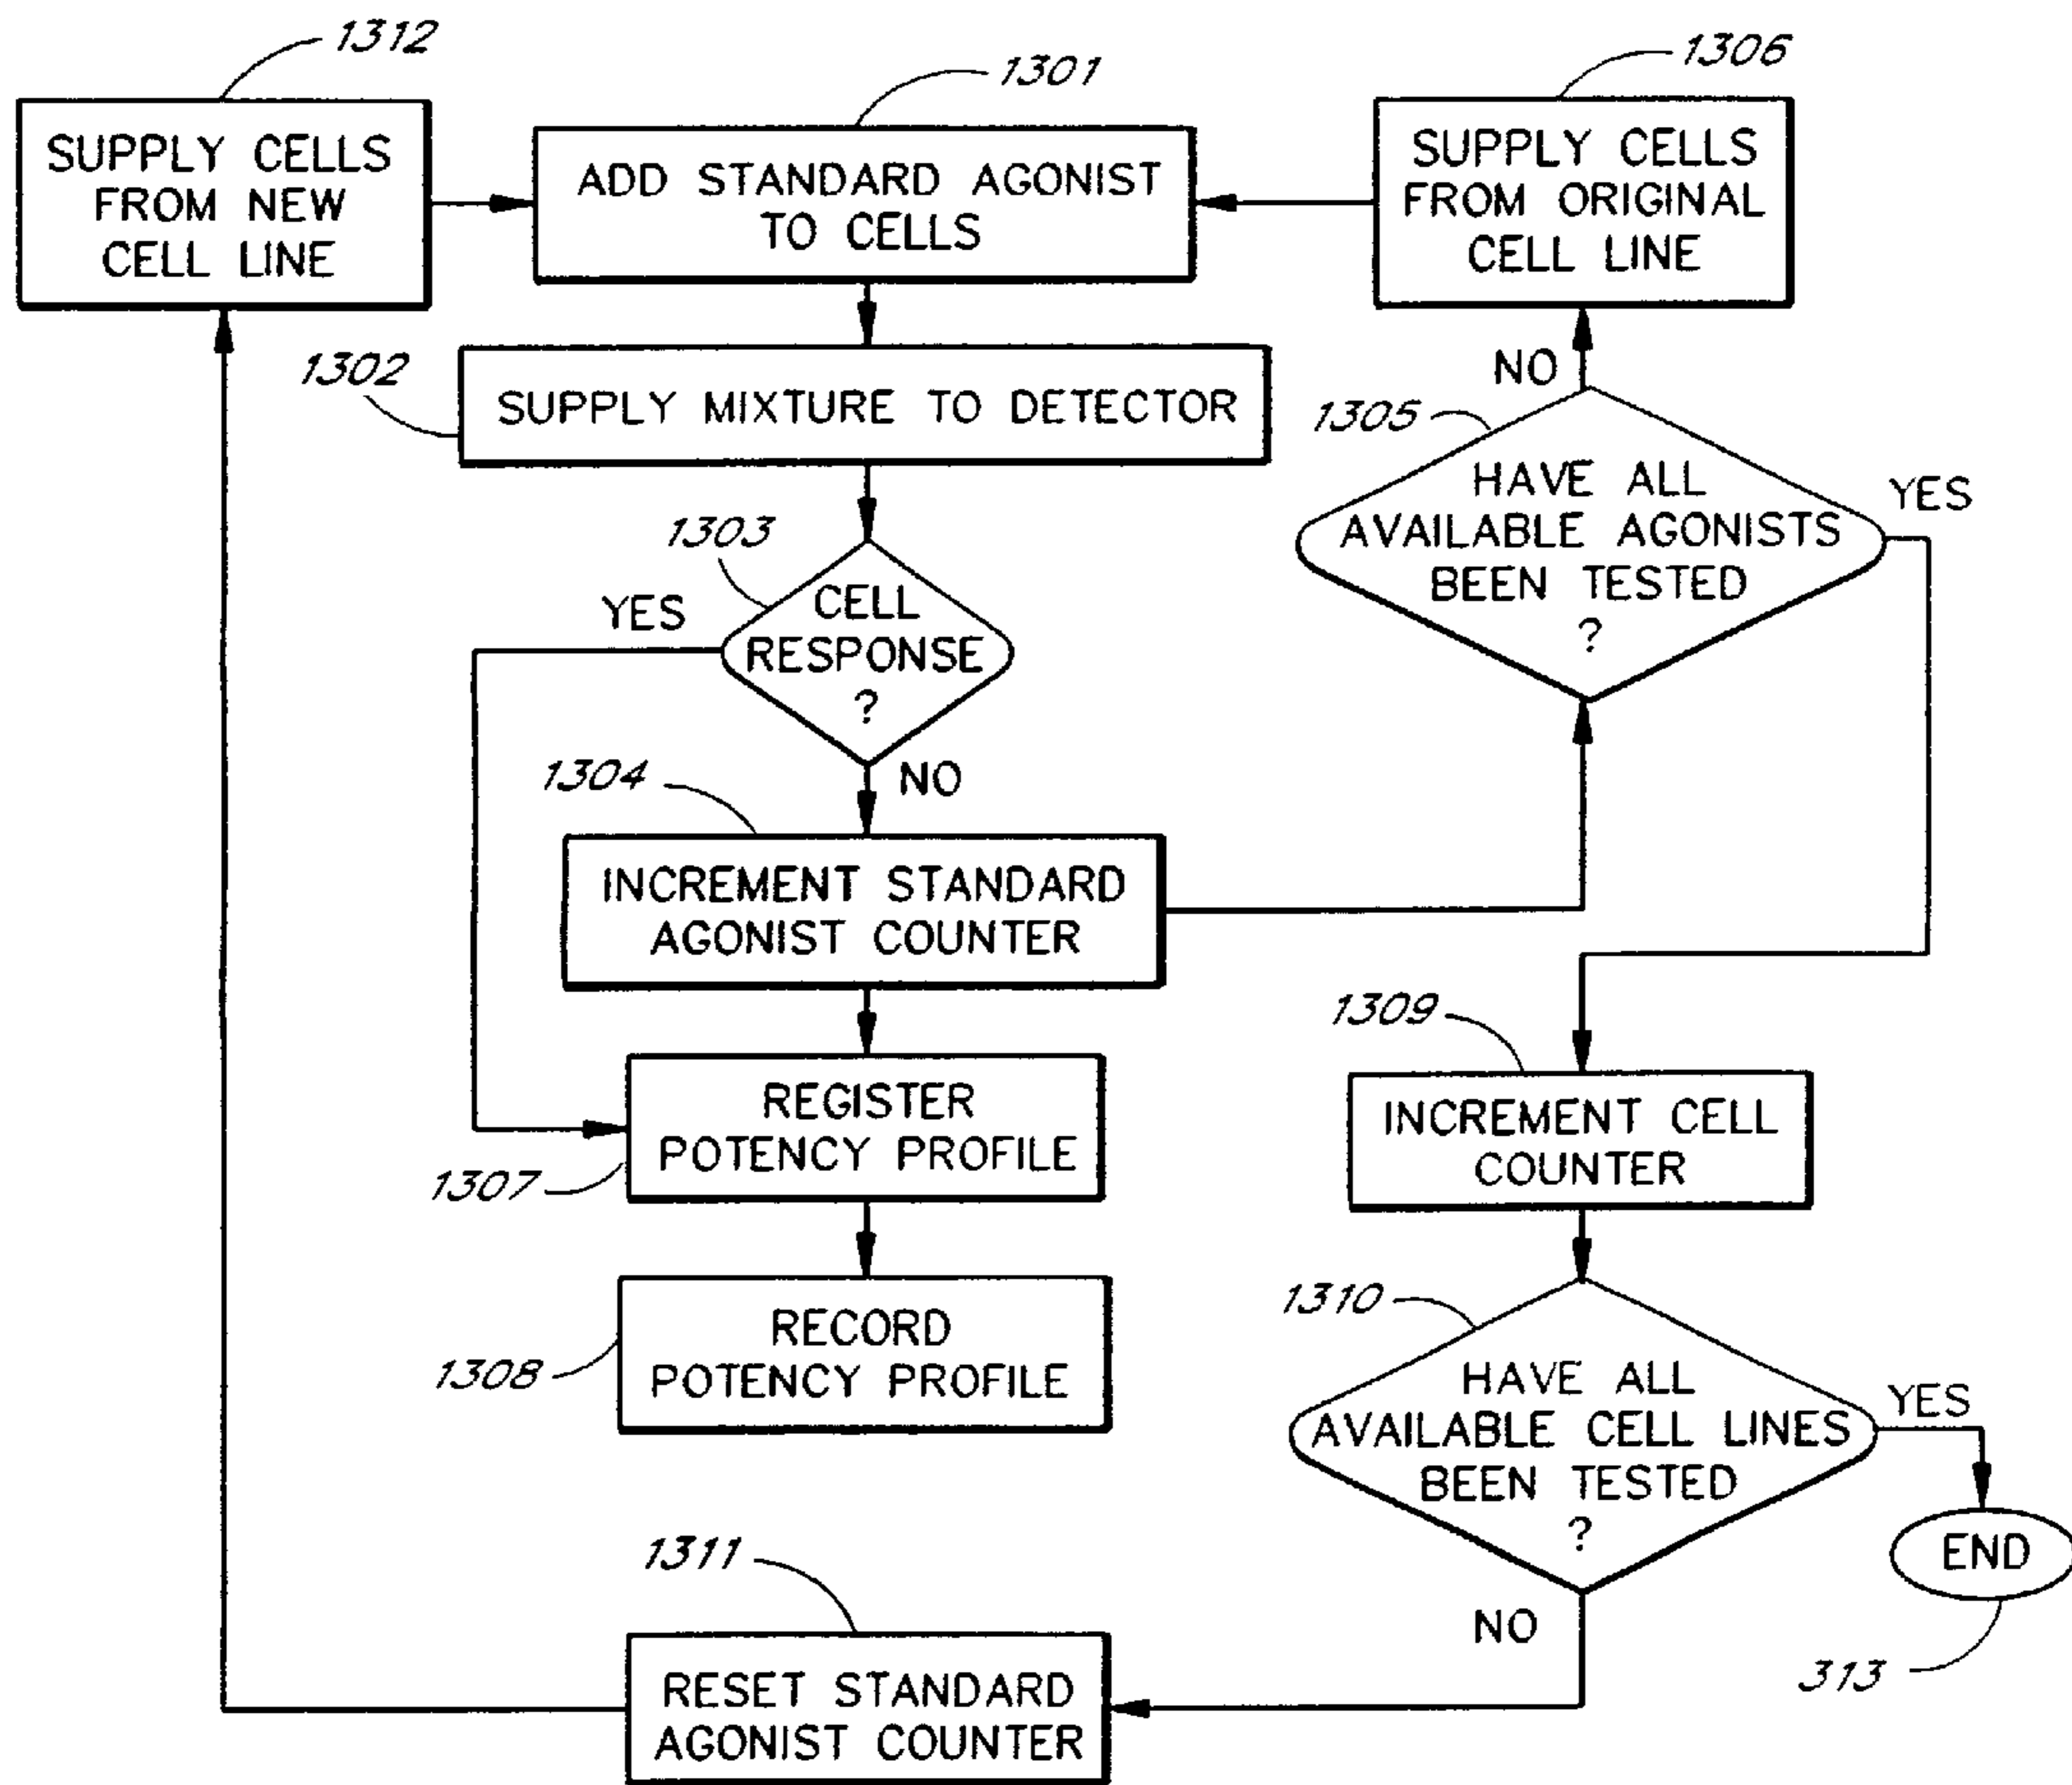 1312
SUPPLY CELLS
FROM NEW
CELL LINE
1301
ADD STANDARD AGONIST
TO CELLS
1306
SUPPLY CELLS
FROM ORIGINAL
CELL LINE
1302
SUPPLY MIXTURE TO DETECTOR
NO
1305
HAVE ALL
AVAILABLE AGONISTS
BEEN TESTED
?
YES
1303
YES
CELL
RESPONSE
?
NO
1304
INCREMENT STANDARD
AGONIST COUNTER
1307
REGISTER
POTENCY PROFILE
1308
RECORD
POTENCY PROFILE
1309
INCREMENT CELL
COUNTER
1310
HAVE ALL
AVAILABLE CELL LINES
BEEN TESTED
?
YES
END
313
NO
1311
RESET STANDARD
AGONIST COUNTER